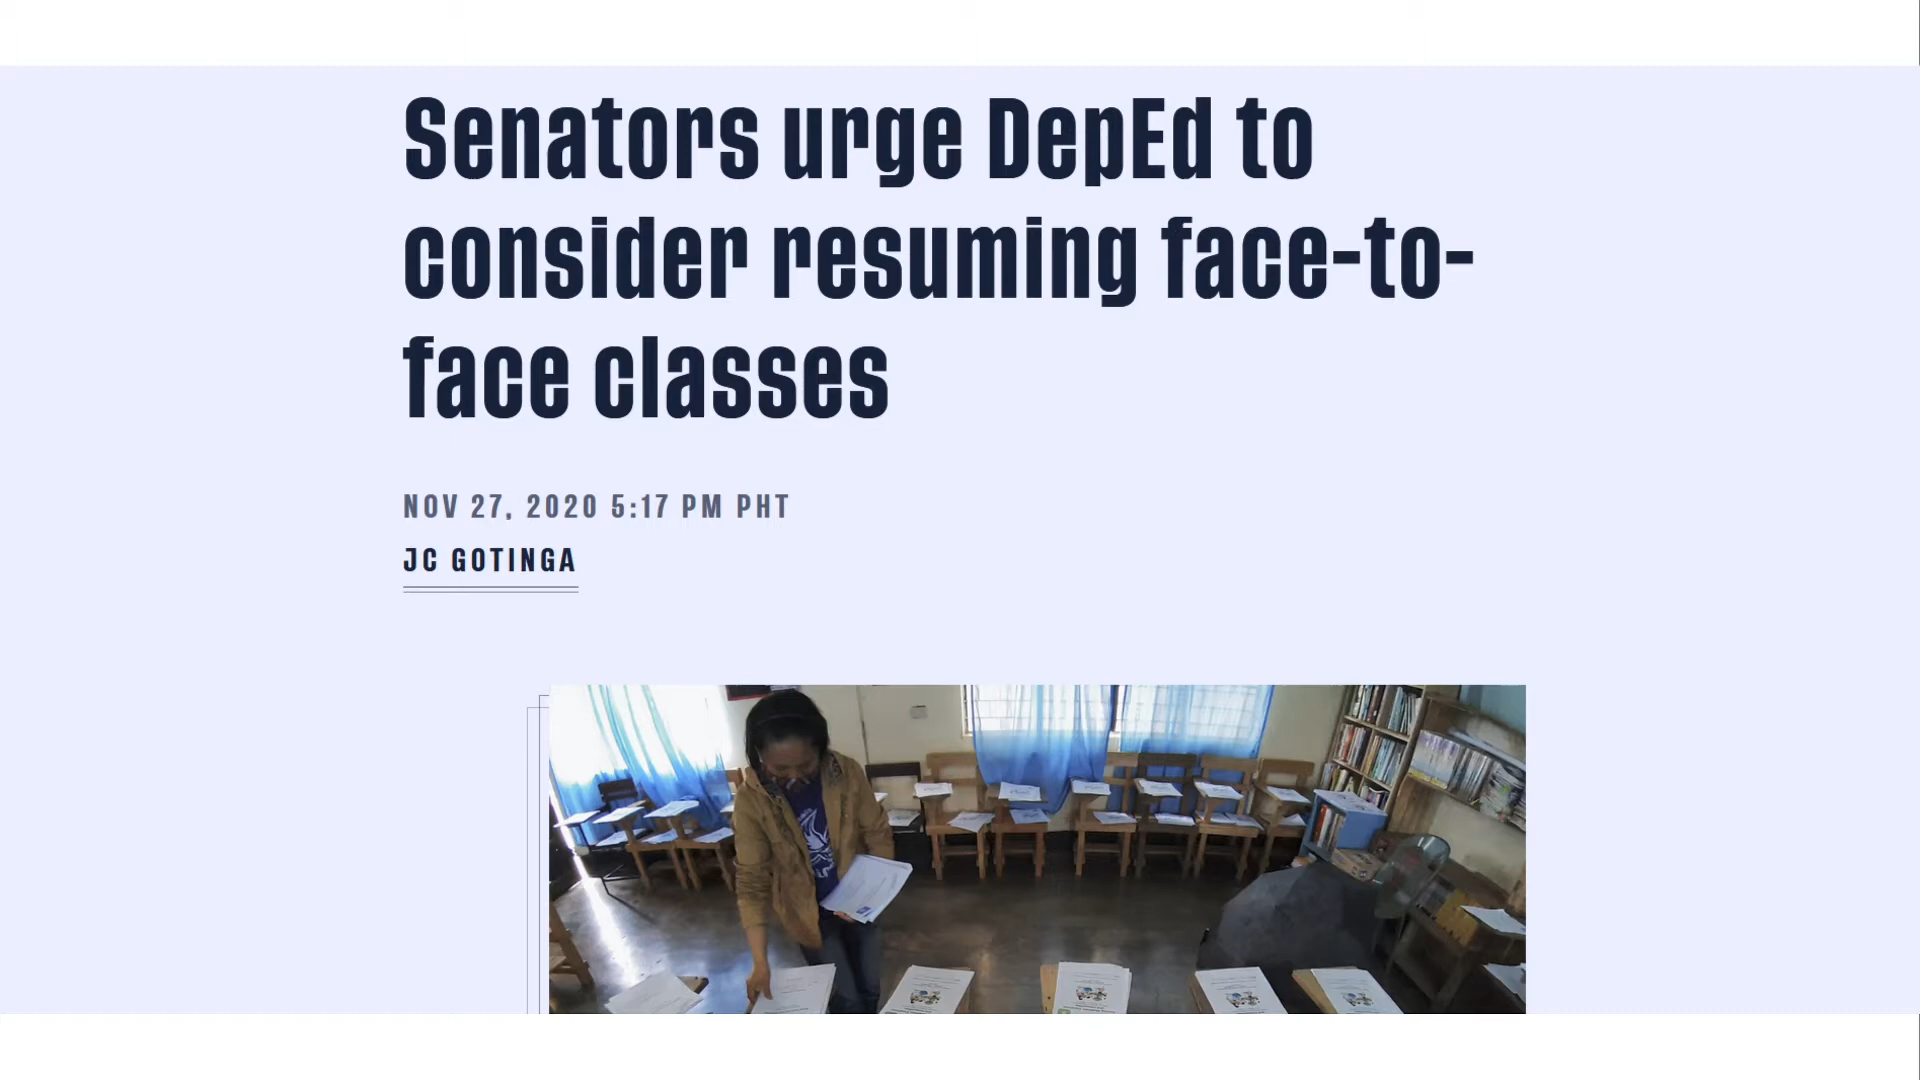 Senators urge DepEd to
consider resuming face-to-
face classes
NOV 27, 2020 5:17 PM PHT
JC GOTINGA